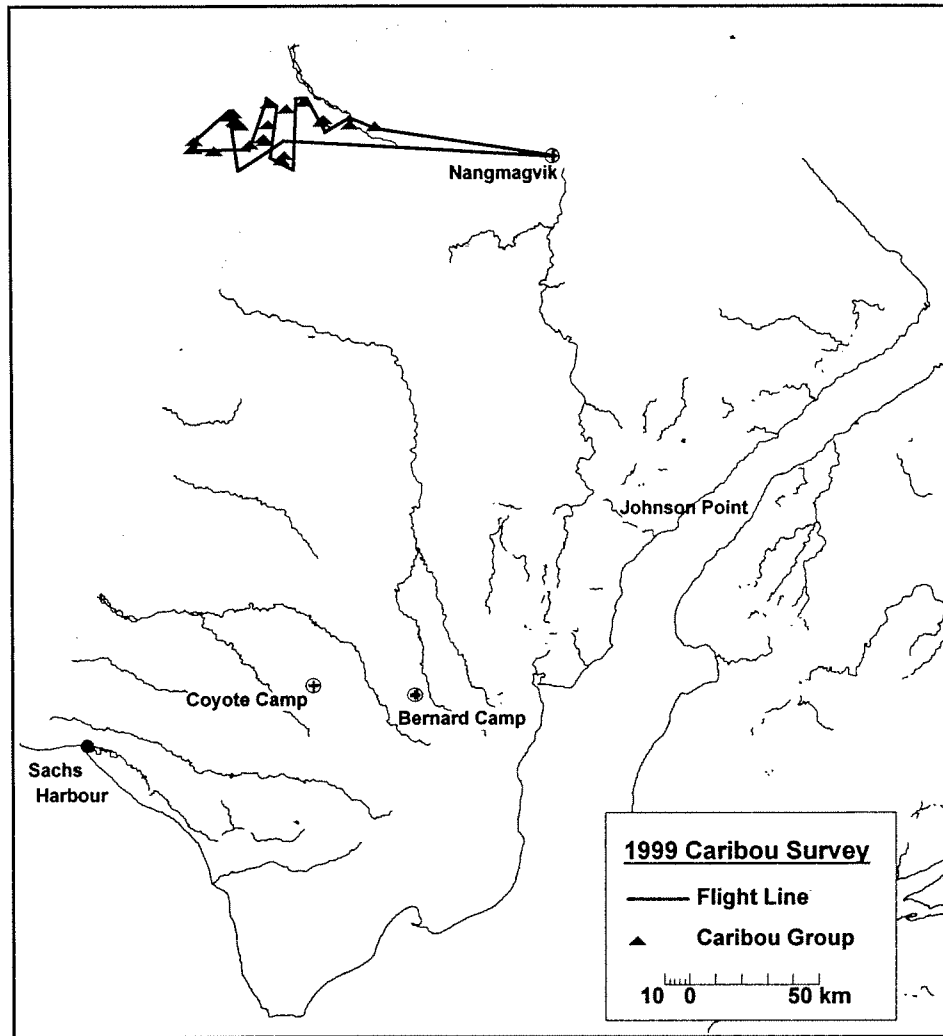 Nangmagvik
Johnson Point
Coyote Camp
Bernard Camp
Sachs
Harbour
1999 Caribou Survey
Flight Line
Caribou Group
10 0 50 km